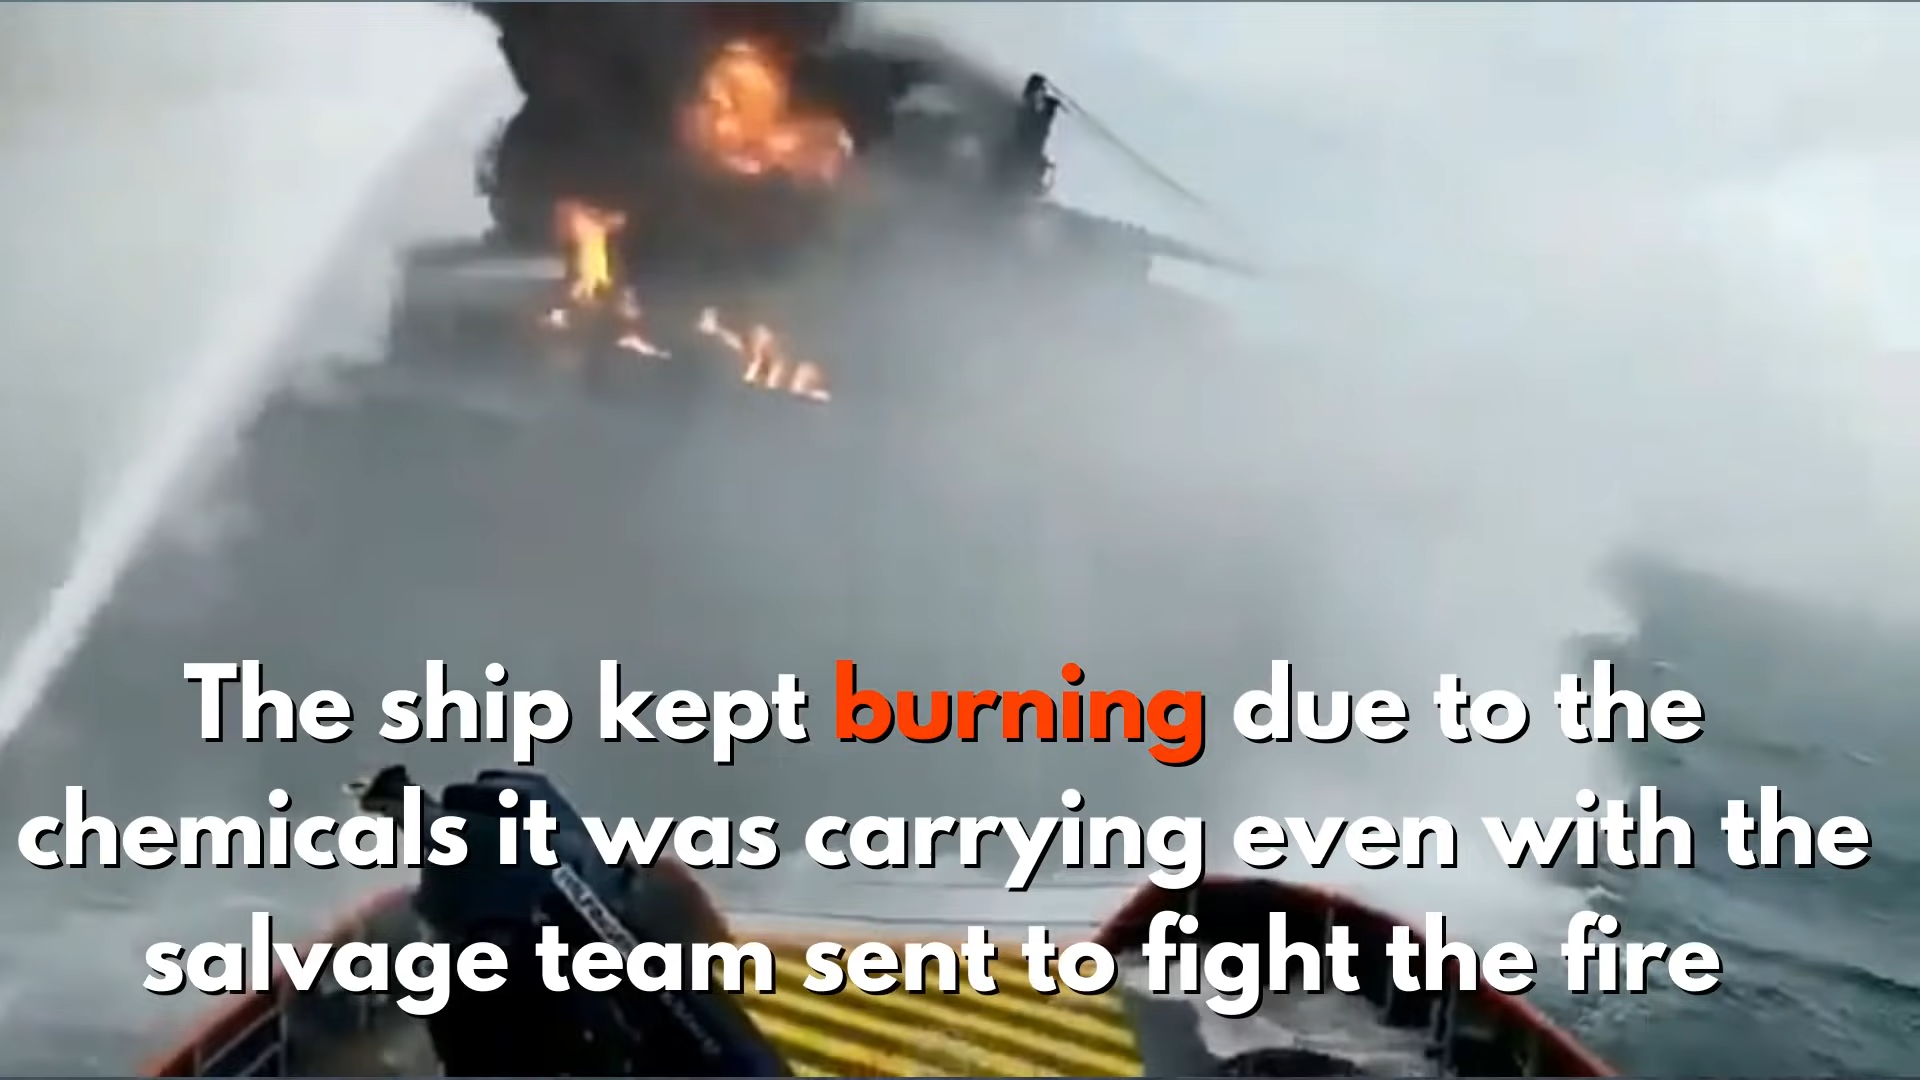 The ship kept burning due to the
chemicals it was carrying even with the
salvage team sent to fight the fire